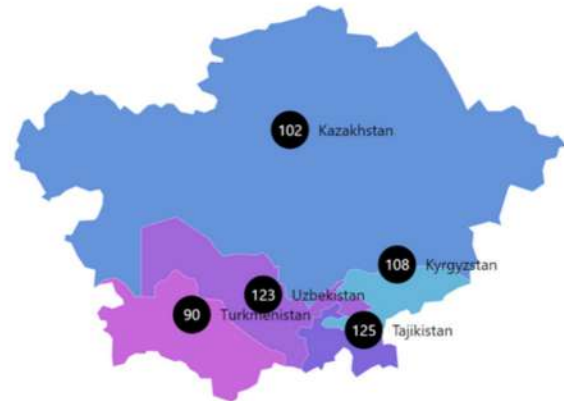 102 Kazakhstan
108 Kyrgyzstan
123 Uzbekistan
90 Turkmenistan
125 Tajikistan